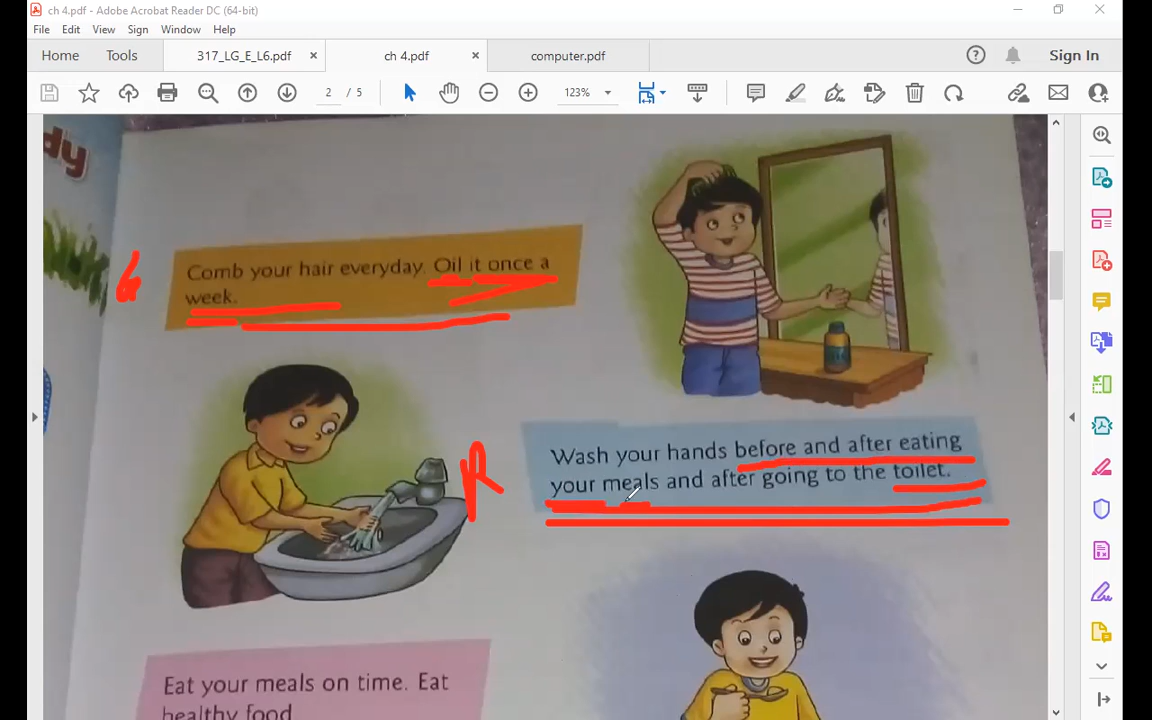 ch 4.pdf - Adobe Acrobat Reader DC (64-bit)
File Edit View Sign Window Help
Home Tools 317_LG_E_L6.pdf × ch 4.pdf × computer.pdf Sign In
2 / 5 123%
dy
Comb your hair everyday. Oil it once a
week.
Wash your hands before and after eating
your meals and after going to the toilet.
Eat your meals on time. Eat
healthy food